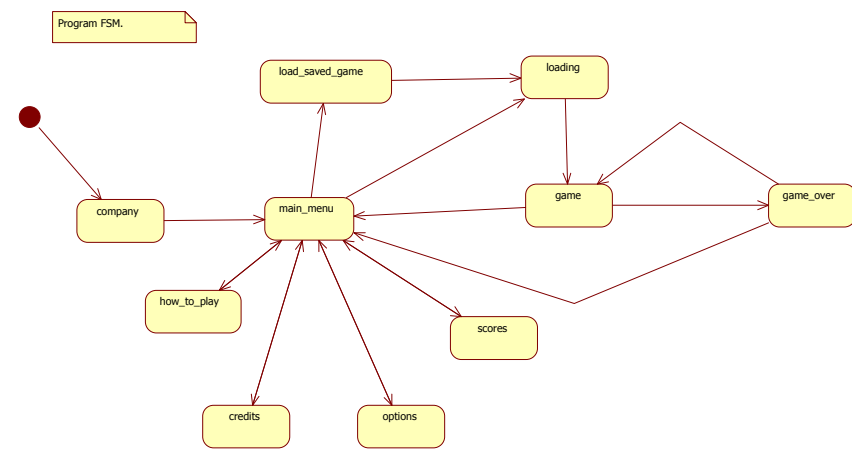 Program FSM.
load_saved_game
loading
company
main_menu
game
game_over
how_to_play
scores
credits
options